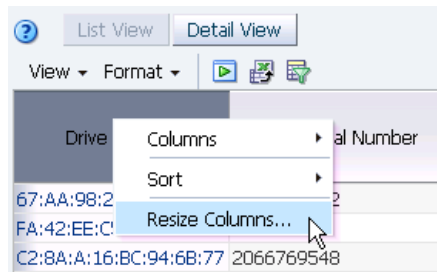 List View Detail View
View Format
Drive al Number
Columns
Sort
67:AA:98:2 2
Resize Columns...
FA:42:EE:C
C2:8A:A:16:BC:94:6B:77 2066769548